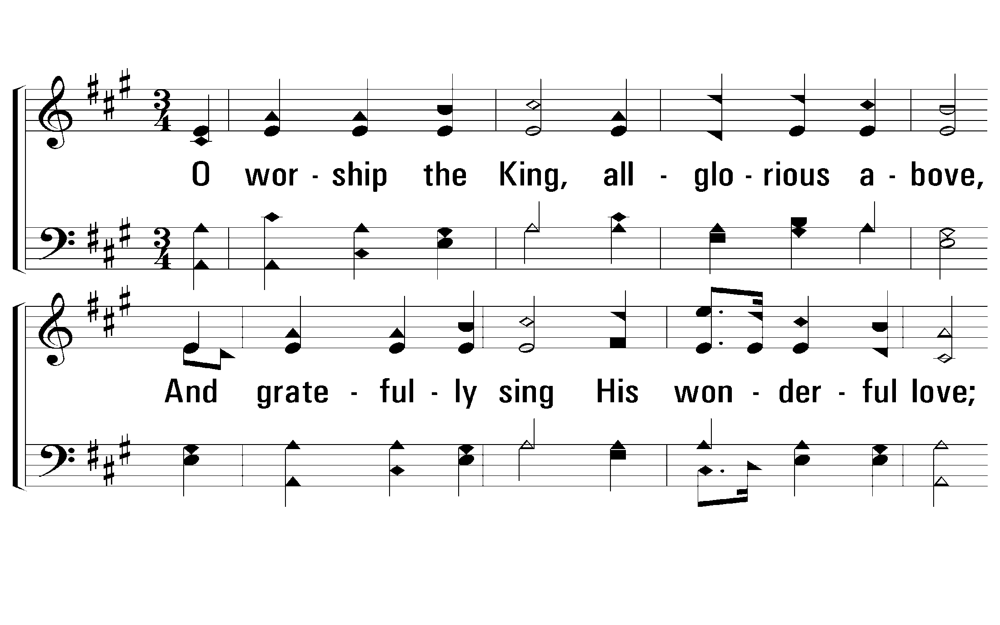 O wor - ship the King, all - glo - rious a - bove,
And grate - ful - ly sing His won - der - ful love;